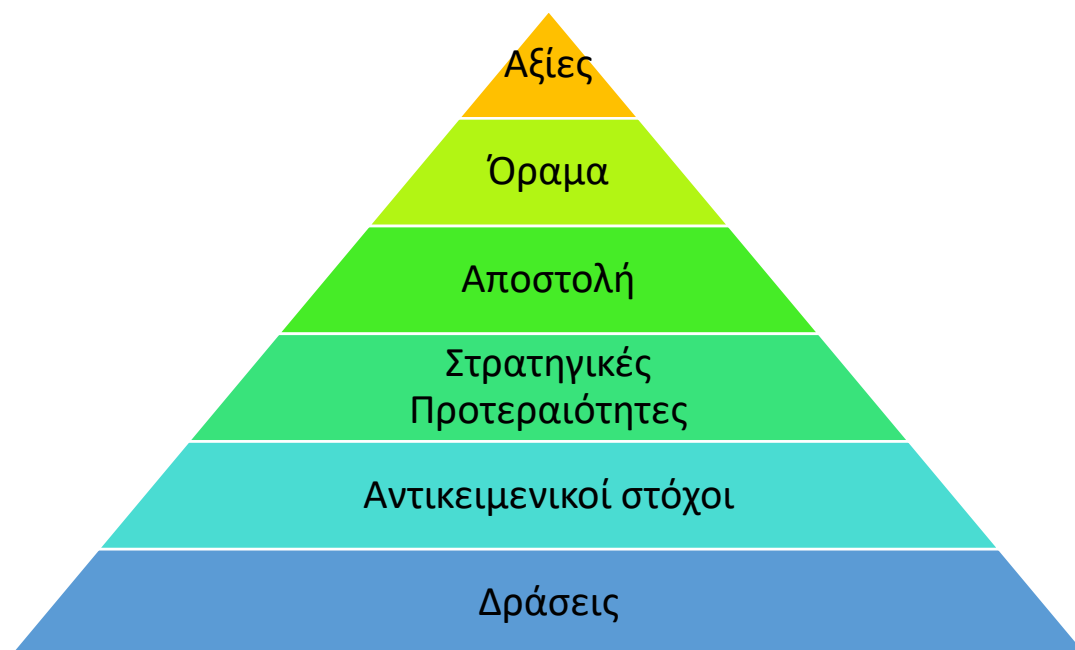 Αξίες
Όραμα
Αποστολή
Στρατηγικές
Προτεραιότητες
Αντικειμενικοί στόχοι
Δράσεις